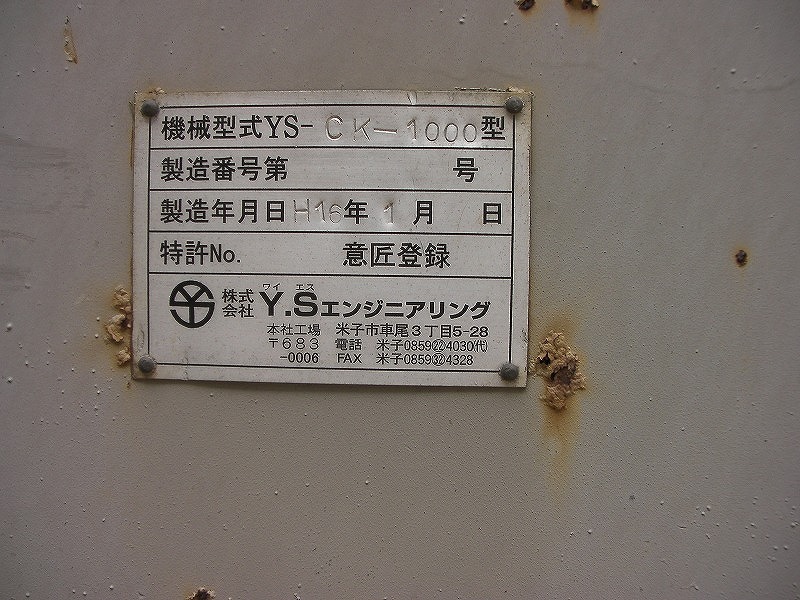 機械型式YS-CK-1000型
製造番号第 号
製造年月日H16年1月 日
特許No. 意匠登録
ワイ エス
株式会社 Y.Sエンジニアリング
本社工場 米子市車尾3丁目5-28
〒683 電話 米子0859㉒4030㈹
-0006 FAX 米子0859㉜4328